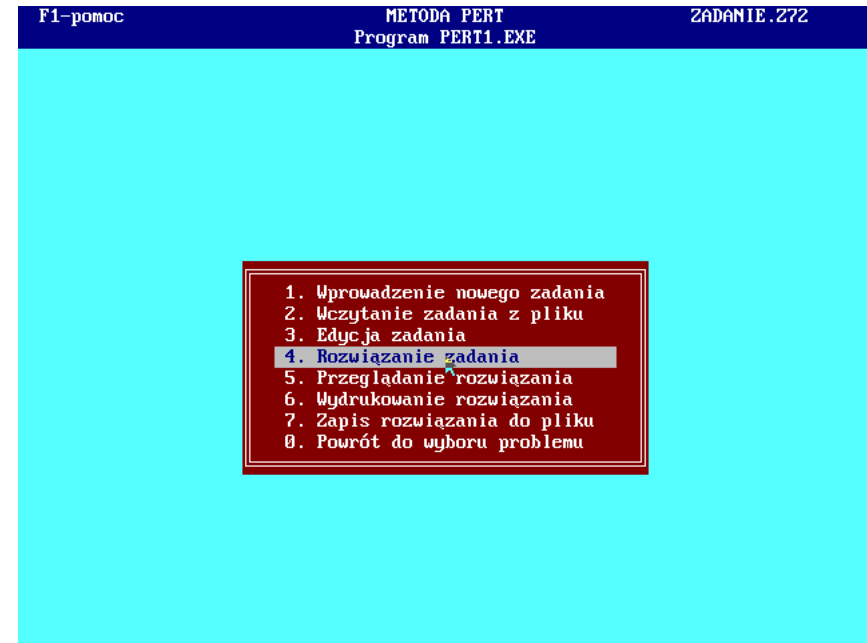 F1-pomoc METODA PERT ZADANIE.Z72
Program PERT1.EXE
1. Wprowadzenie nowego zadania
2. Wczytanie zadania z pliku
3. Edycja zadania
4. Rozwiązanie zadania
5. Przeglądanie rozwiązania
6. Wydrukowanie rozwiązania
7. Zapis rozwiązania do pliku
0. Powrót do wyboru problemu